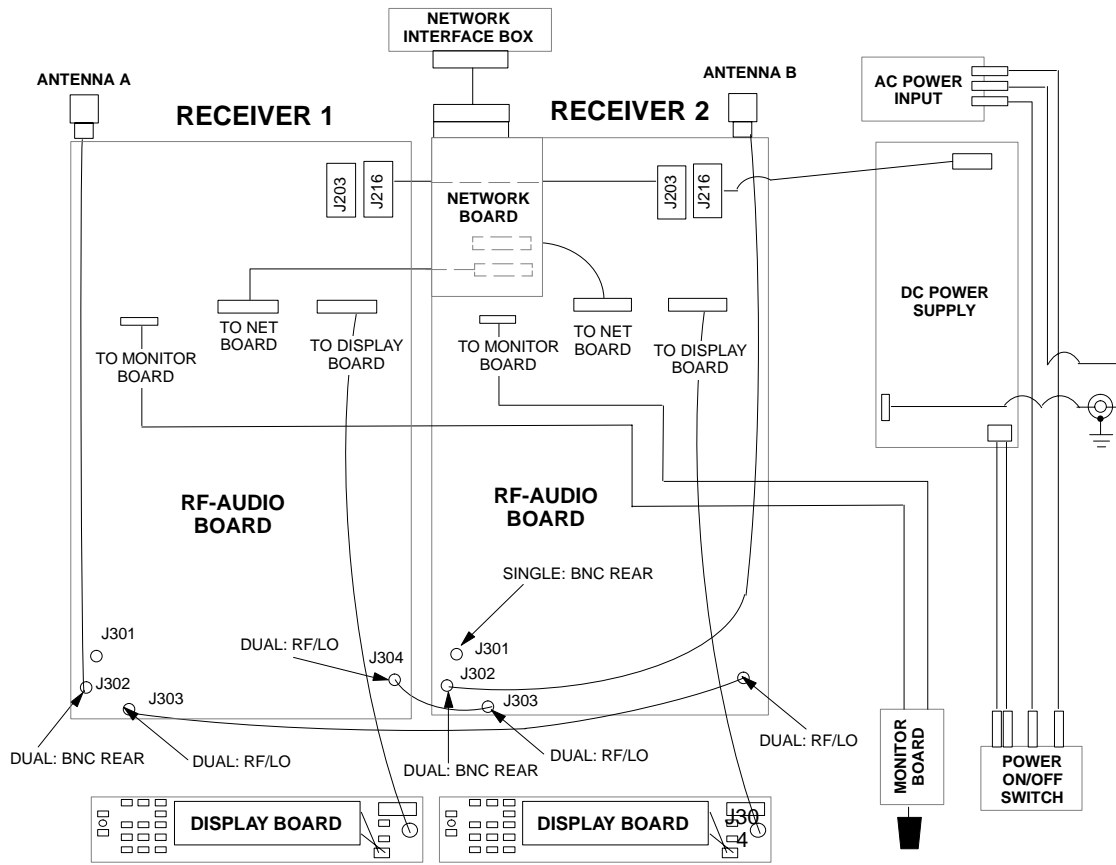 NETWORK
INTERFACE BOX
ANTENNA A
RECEIVER 1
RECEIVER 2
ANTENNA B
AC POWER
INPUT
J203
J216
NETWORK
BOARD
J203
J216
DC POWER
SUPPLY
TO MONITOR
BOARD
TO NET
BOARD
TO DISPLAY
BOARD
TO MONITOR
BOARD
TO NET
BOARD
TO DISPLAY
BOARD
RF-AUDIO
BOARD
RF-AUDIO
BOARD
SINGLE: BNC REAR
J301
J302
J303
DUAL: RF/LO
J304
J301
J302
J303
DUAL: BNC REAR
DUAL: RF/LO
DUAL: BNC REAR
DUAL: RF/LO
DUAL: RF/LO
MONITOR
BOARD
POWER
ON/OFF
SWITCH
DISPLAY BOARD
DISPLAY BOARD
J30
4